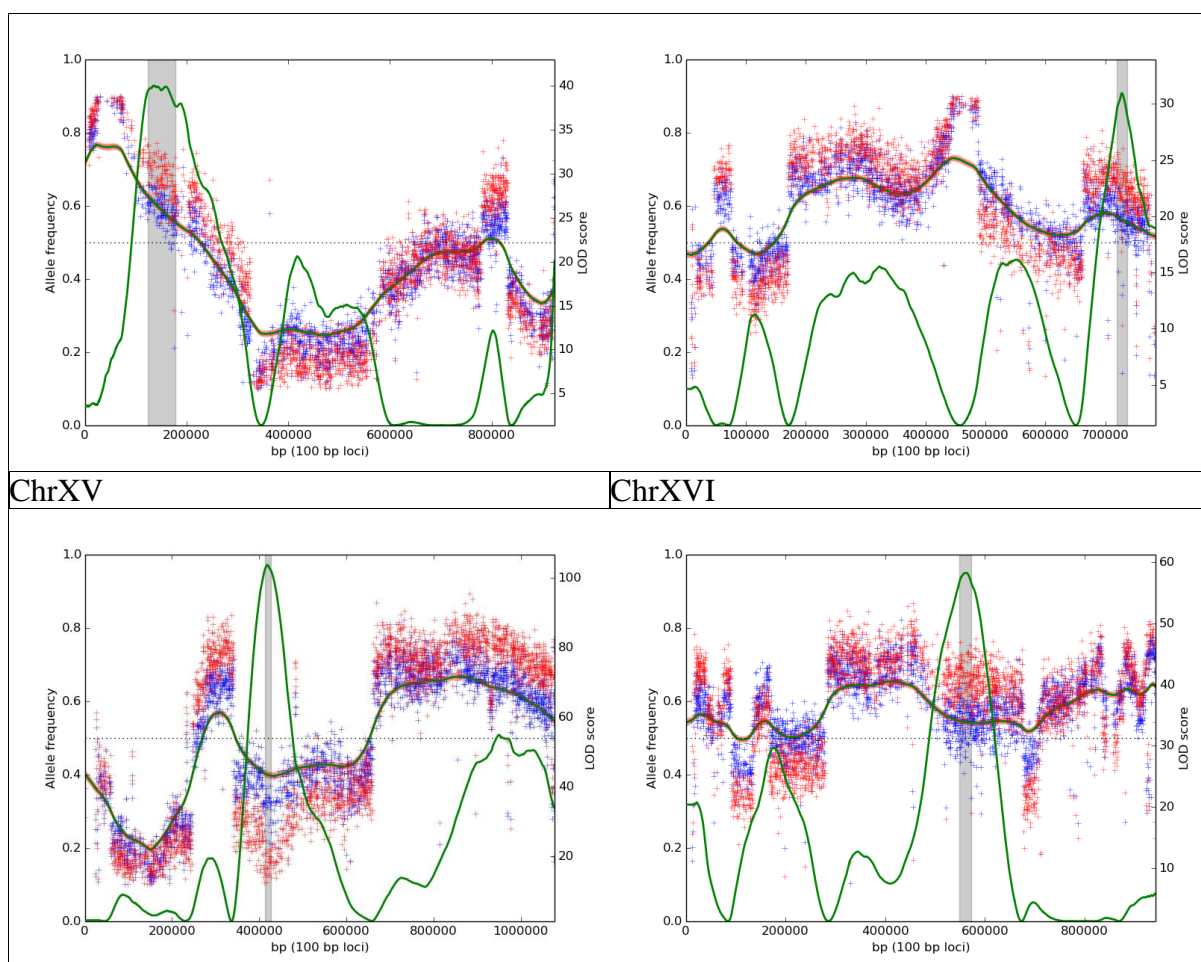 1.0
0.8
0.6
0.4
0.2
0.0
Allele frequency
40
35
30
25
20
15
10
5
LOD score
0 200000 400000 600000 800000
bp (100 bp loci)
1.0
0.8
0.6
0.4
0.2
0.0
Allele frequency
30
25
20
15
10
5
LOD score
0 100000 200000 300000 400000 500000 600000 700000
bp (100 bp loci)
ChrXV ChrXVI
1.0
0.8
0.6
0.4
0.2
0.0
Allele frequency
100
80
60
40
20
LOD score
0 200000 400000 600000 800000 1000000
bp (100 bp loci)
1.0
0.8
0.6
0.4
0.2
0.0
Allele frequency
60
50
40
30
20
10
LOD score
0 200000 400000 600000 800000
bp (100 bp loci)